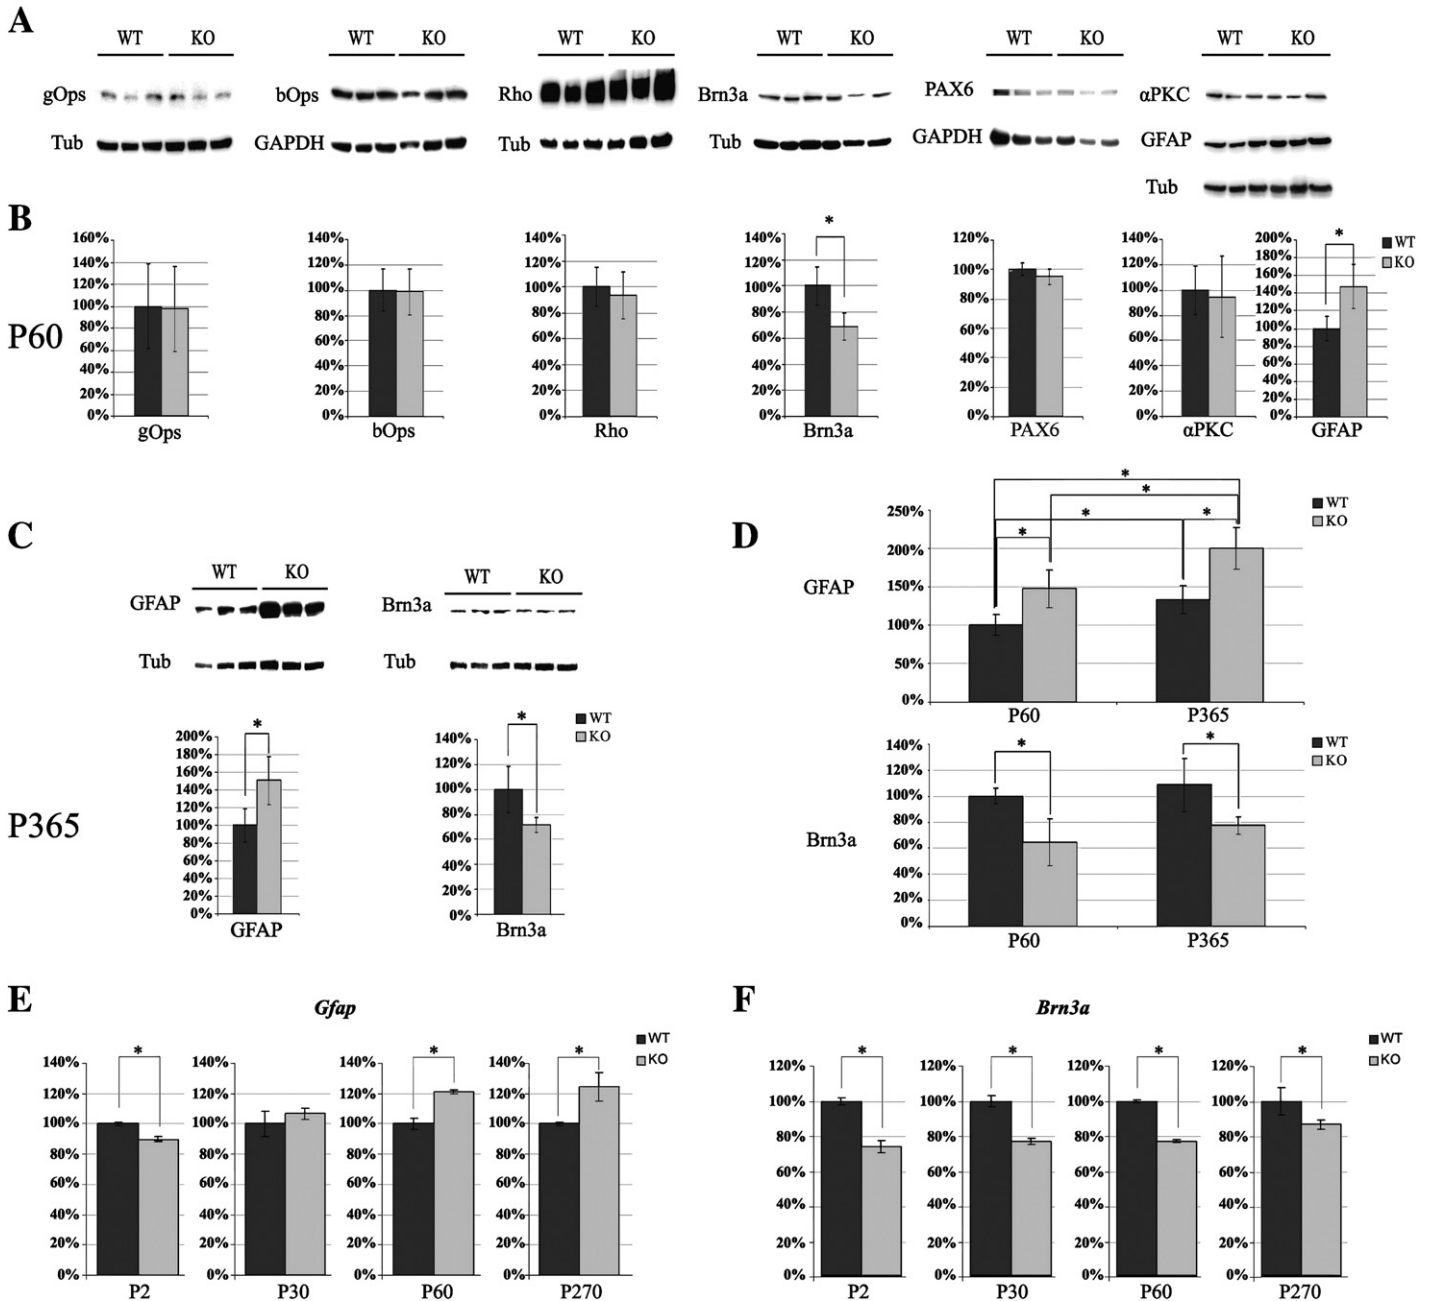 A
WT KO WT KO WT KO WT KO WT KO WT KO
gOps bOps Rho Brn3a PAX6 αPKC
Tub GAPDH Tub Tub GAPDH GFAP
Tub
B
P60
160% 140% 120% 100% 80% 60% 40% 20% 0%
gOps
140% 120% 100% 80% 60% 40% 20% 0%
bOps
140% 120% 100% 80% 60% 40% 20% 0%
Rho
*
140% 120% 100% 80% 60% 40% 20% 0%
Brn3a
120% 100% 80% 60% 40% 20% 0%
PAX6
140% 120% 100% 80% 60% 40% 20% 0%
αPKC
*
200% 180% 160% 140% 120% 100% 80% 60% 40% 20% 0%
GFAP
WT
KO
C
WT KO WT KO
GFAP Brn3a
Tub Tub
P365
*
200% 180% 160% 140% 120% 100% 80% 60% 40% 20% 0%
GFAP
*
140% 120% 100% 80% 60% 40% 20% 0%
Brn3a
WT
KO
D
*
*
* *
*
WT
KO
GFAP
250% 200% 150% 100% 50% 0%
P60 P365
* *
WT
KO
Brn3a
140% 120% 100% 80% 60% 40% 20% 0%
P60 P365
E
Gfap
WT
KO
*
140% 120% 100% 80% 60% 40% 20% 0%
P2
140% 120% 100% 80% 60% 40% 20% 0%
P30
*
140% 120% 100% 80% 60% 40% 20% 0%
P60
*
140% 120% 100% 80% 60% 40% 20% 0%
P270
F
Brn3a
WT
KO
*
120% 100% 80% 60% 40% 20% 0%
P2
*
120% 100% 80% 60% 40% 20% 0%
P30
*
120% 100% 80% 60% 40% 20% 0%
P60
*
120% 100% 80% 60% 40% 20% 0%
P270